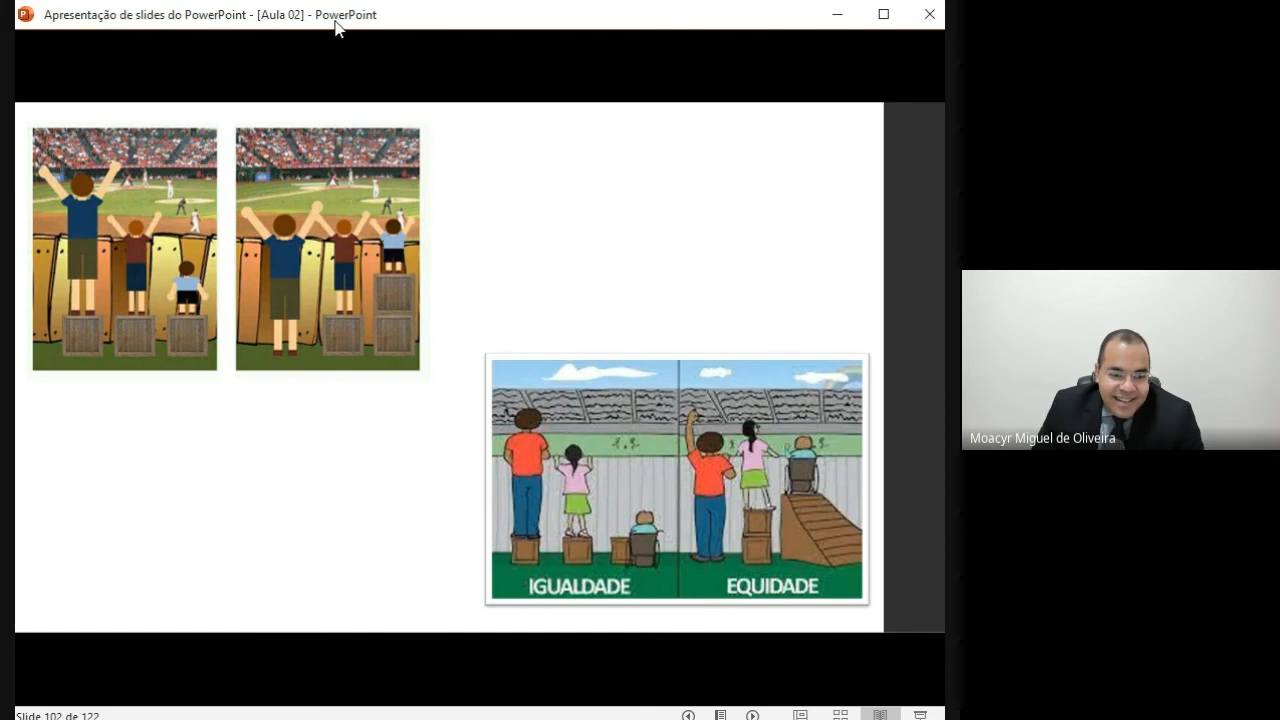 Apresentação de slides do PowerPoint - [Aula 02] - PowerPoint
IGUALDADE
EQUIDADE
Moacyr Miguel de Oliveira
Slide 102 de 122